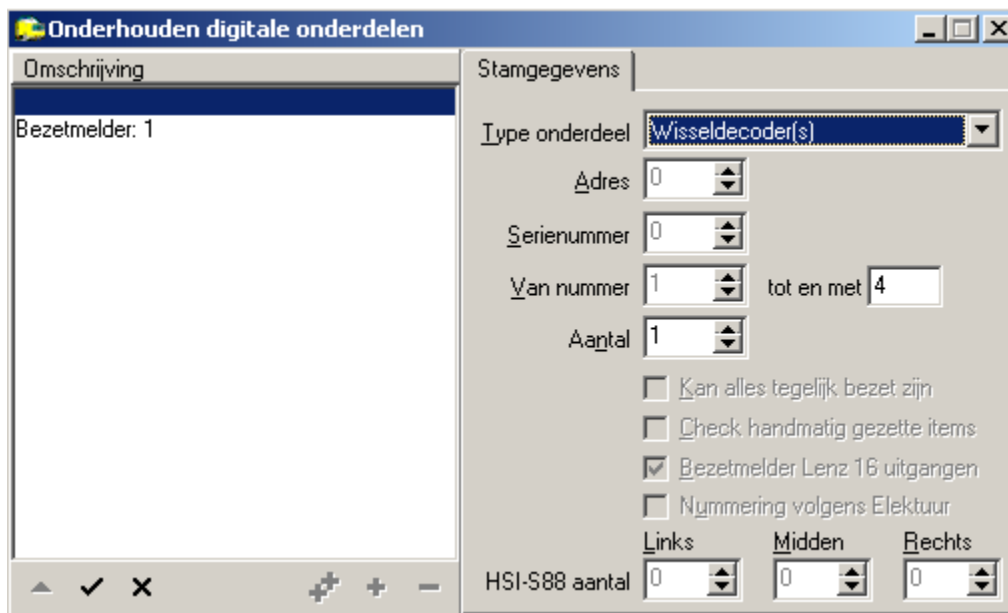 Onderhouden digitale onderdelen
Omschrijving
Bezetmelder: 1
Stamgegevens
Type onderdeel Wisseldecoder(s)
Adres 0
Serienummer 0
Van nummer 1 tot en met 4
Aantal 1
Kan alles tegelijk bezet zijn
Check handmatig gezette items
Bezetmelder Lenz 16 uitgangen
Nummering volgens Elektuur
Links Midden Rechts
HSI-S88 aantal 0 0 0